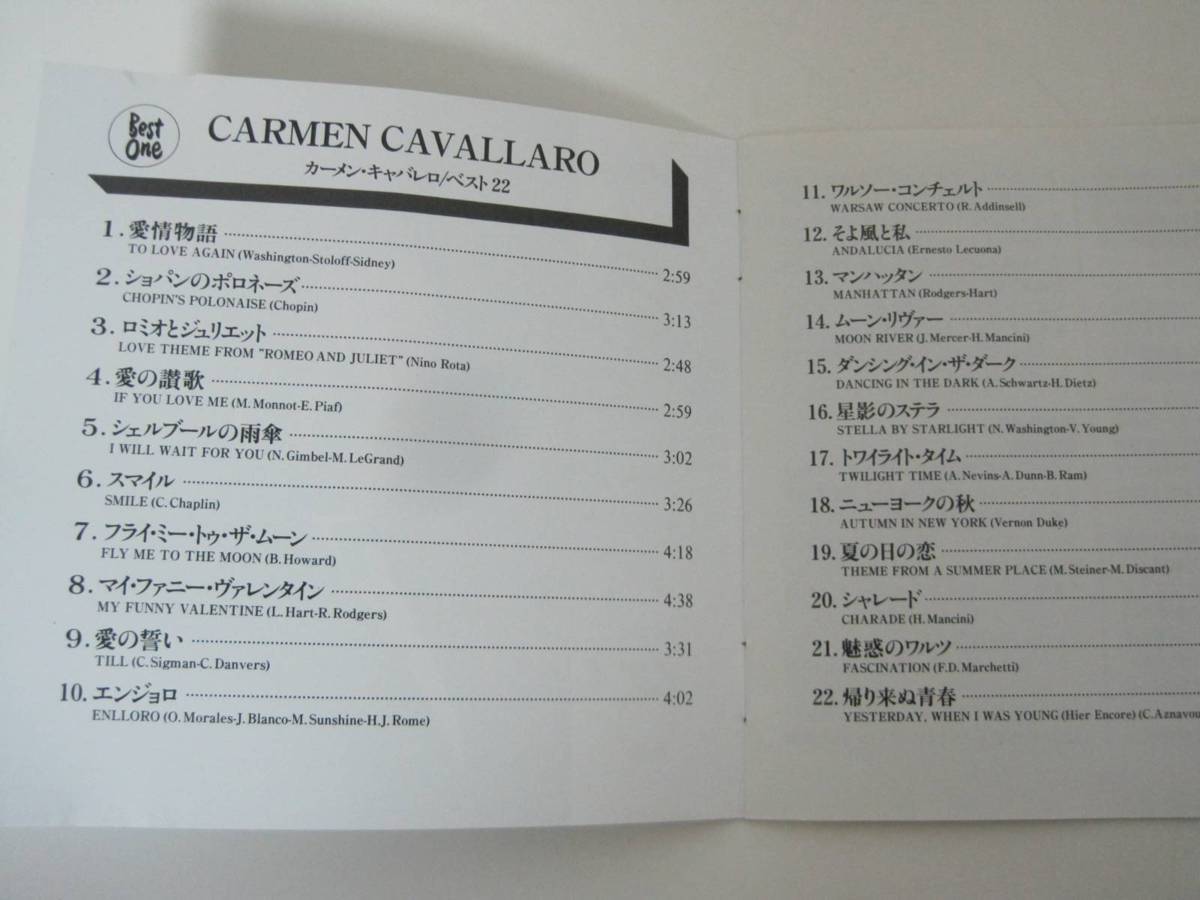 Best
One
CARMEN CAVALLARO
カーメン・キャバレロ/ベスト22
1. 愛情物語 2:59
TO LOVE AGAIN (Washington-Stoloff-Sidney)
2. ショパンのポロネーズ 3:13
CHOPIN'S POLONAISE (Chopin)
3. ロミオとジュリエット 2:48
LOVE THEME FROM "ROMEO AND JULIET" (Nino Rota)
4. 愛の讃歌 2:59
IF YOU LOVE ME (M. Monnot-E. Piaf)
5. シェルブールの雨傘 3:02
I WILL WAIT FOR YOU (N. Gimbel-M. LeGrand)
6. スマイル 3:26
SMILE (C. Chaplin)
7. フライ・ミー・トゥ・ザ・ムーン 4:18
FLY ME TO THE MOON (B. Howard)
8. マイ・ファニー・ヴァレンタイン 4:38
MY FUNNY VALENTINE (L. Hart-R. Rodgers)
9. 愛の誓い 3:31
TILL (C. Sigman-C. Danvers)
10. エンジョロ 4:02
ENLLORO (O. Morales-J. Blanco-M. Sunshine-H.J. Rome)
11. ワルソー・コンチェルト
WARSAW CONCERTO (R. Addinsell)
12. そよ風と私
ANDALUCIA (Ernesto Lecuona)
13. マンハッタン
MANHATTAN (Rodgers-Hart)
14. ムーン・リヴァー
MOON RIVER (J. Mercer-H. Mancini)
15. ダンシング・イン・ザ・ダーク
DANCING IN THE DARK (A. Schwartz-H. Dietz)
16. 星影のステラ
STELLA BY STARLIGHT (N. Washington-V. Young)
17. トワイライト・タイム
TWILIGHT TIME (A. Nevins-A. Dunn-B. Ram)
18. ニューヨークの秋
AUTUMN IN NEW YORK (Vernon Duke)
19. 夏の日の恋
THEME FROM A SUMMER PLACE (M. Steiner-M. Discant)
20. シャレード
CHARADE (H. Mancini)
21. 魅惑のワルツ
FASCINATION (F.D. Marchetti)
22. 帰り来ぬ青春
YESTERDAY, WHEN I WAS YOUNG (Hier Encore) (C. Aznavou